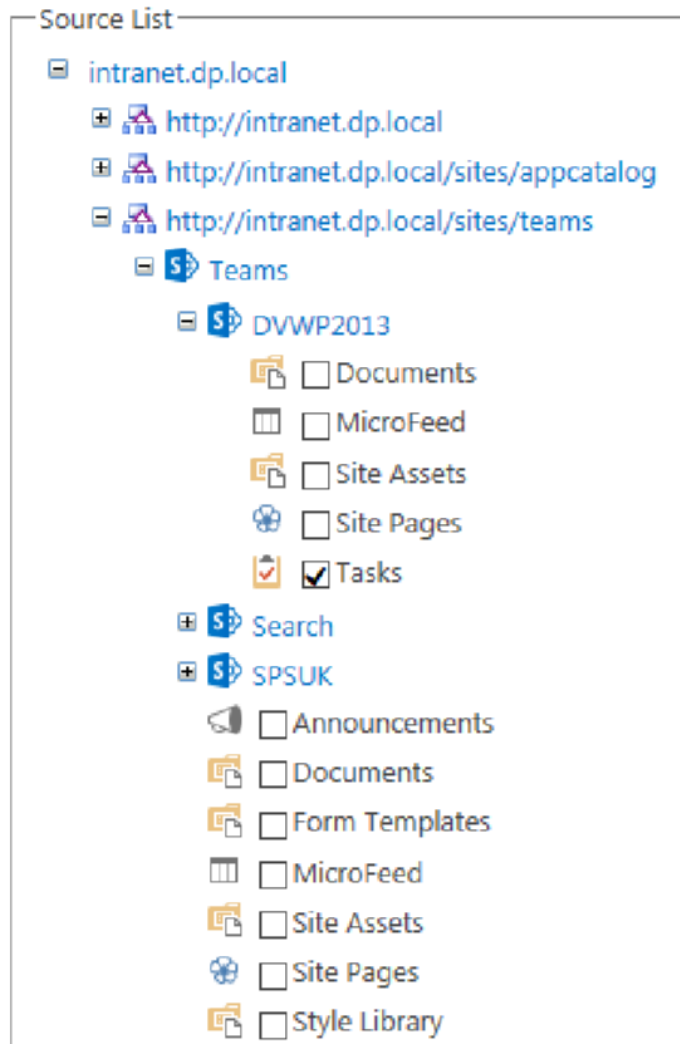 Source List
intranet.dp.local
http://intranet.dp.local
http://intranet.dp.local/sites/appcatalog
http://intranet.dp.local/sites/teams
Teams
DVWP2013
Documents
MicroFeed
Site Assets
Site Pages
Tasks
Search
SPSUK
Announcements
Documents
Form Templates
MicroFeed
Site Assets
Site Pages
Style Library